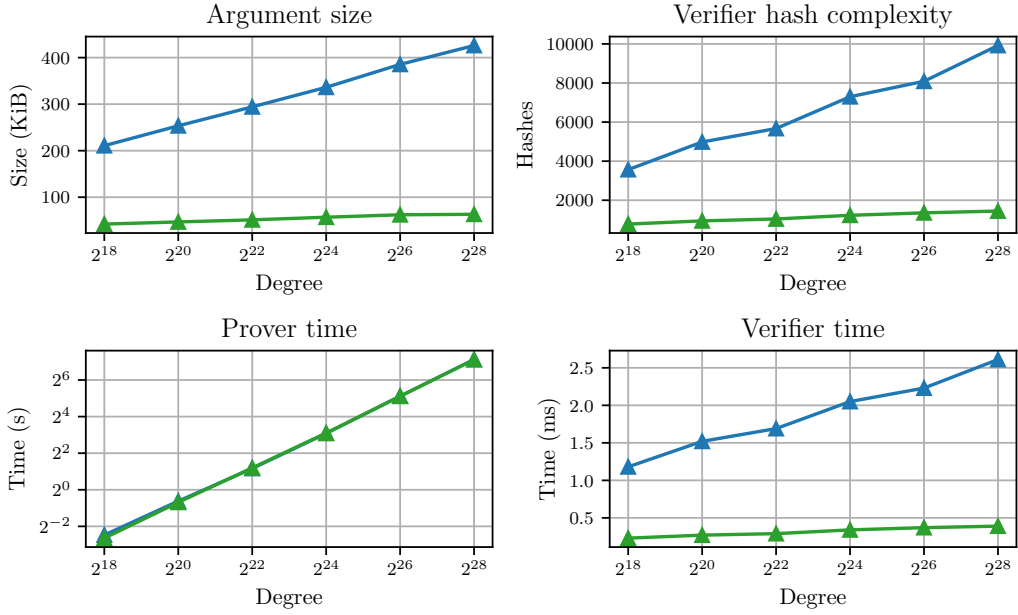 Argument size
Size (KiB)
400
300
200
100
2^18 2^20 2^22 2^24 2^26 2^28
Degree
Verifier hash complexity
Hashes
10000
8000
6000
4000
2000
2^18 2^20 2^22 2^24 2^26 2^28
Degree
Prover time
Time (s)
2^6
2^4
2^2
2^0
2^−2
2^18 2^20 2^22 2^24 2^26 2^28
Degree
Verifier time
Time (ms)
2.5
2.0
1.5
1.0
0.5
2^18 2^20 2^22 2^24 2^26 2^28
Degree